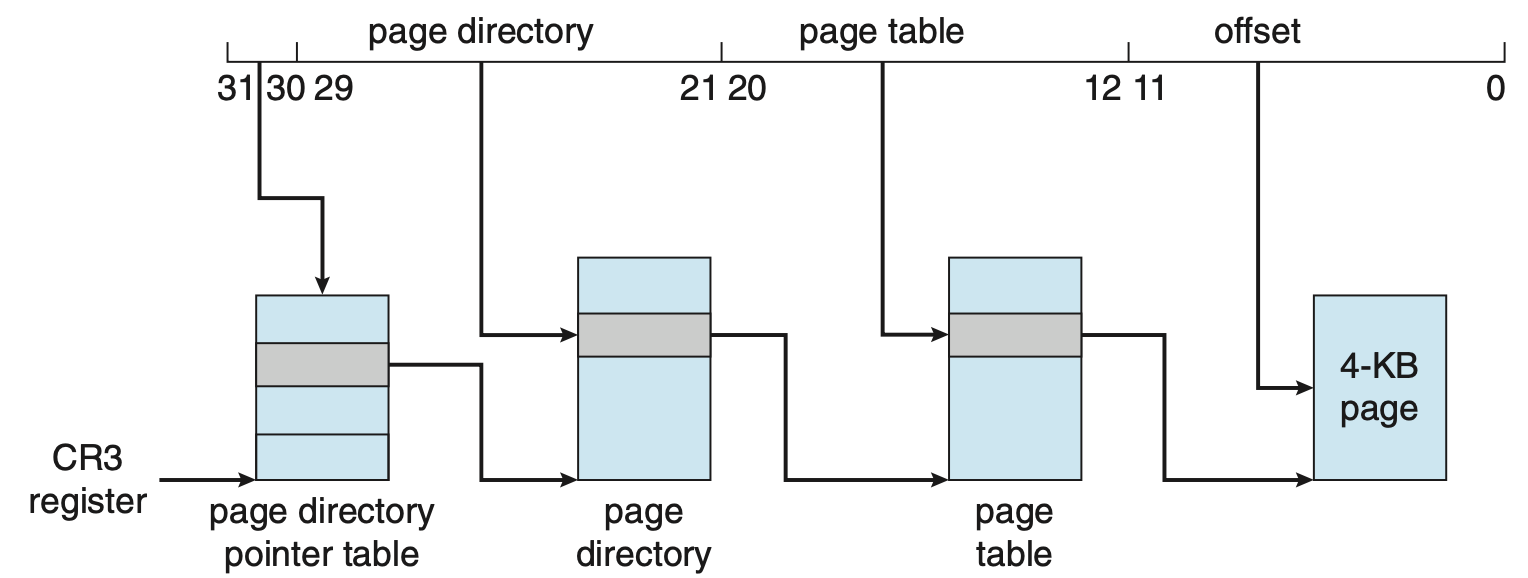 page directory page table offset
31 30 29 21 20 12 11 0
4-KB
page
CR3
register
page directory
pointer table
page
directory
page
table